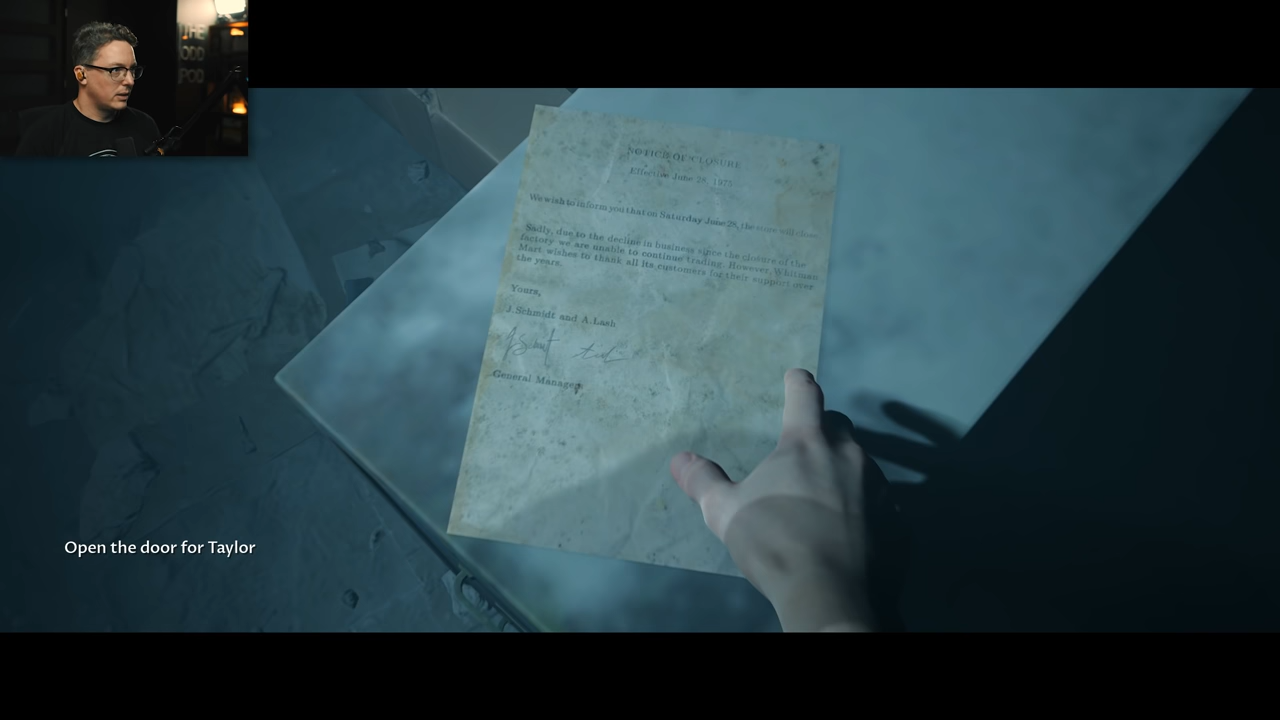 THE
POD
NOTICE OF CLOSURE
Effective June 28, 1975
We wish to inform you that on Saturday June 28, the store will close.
Sadly, due to the decline in business since the closure of the
factory we are unable to continue trading. However, Whitman
Mart wishes to thank all its customers for their support over
the years.
Yours,
J.Schmidt and A.Lash
General Managers
Open the door for Taylor